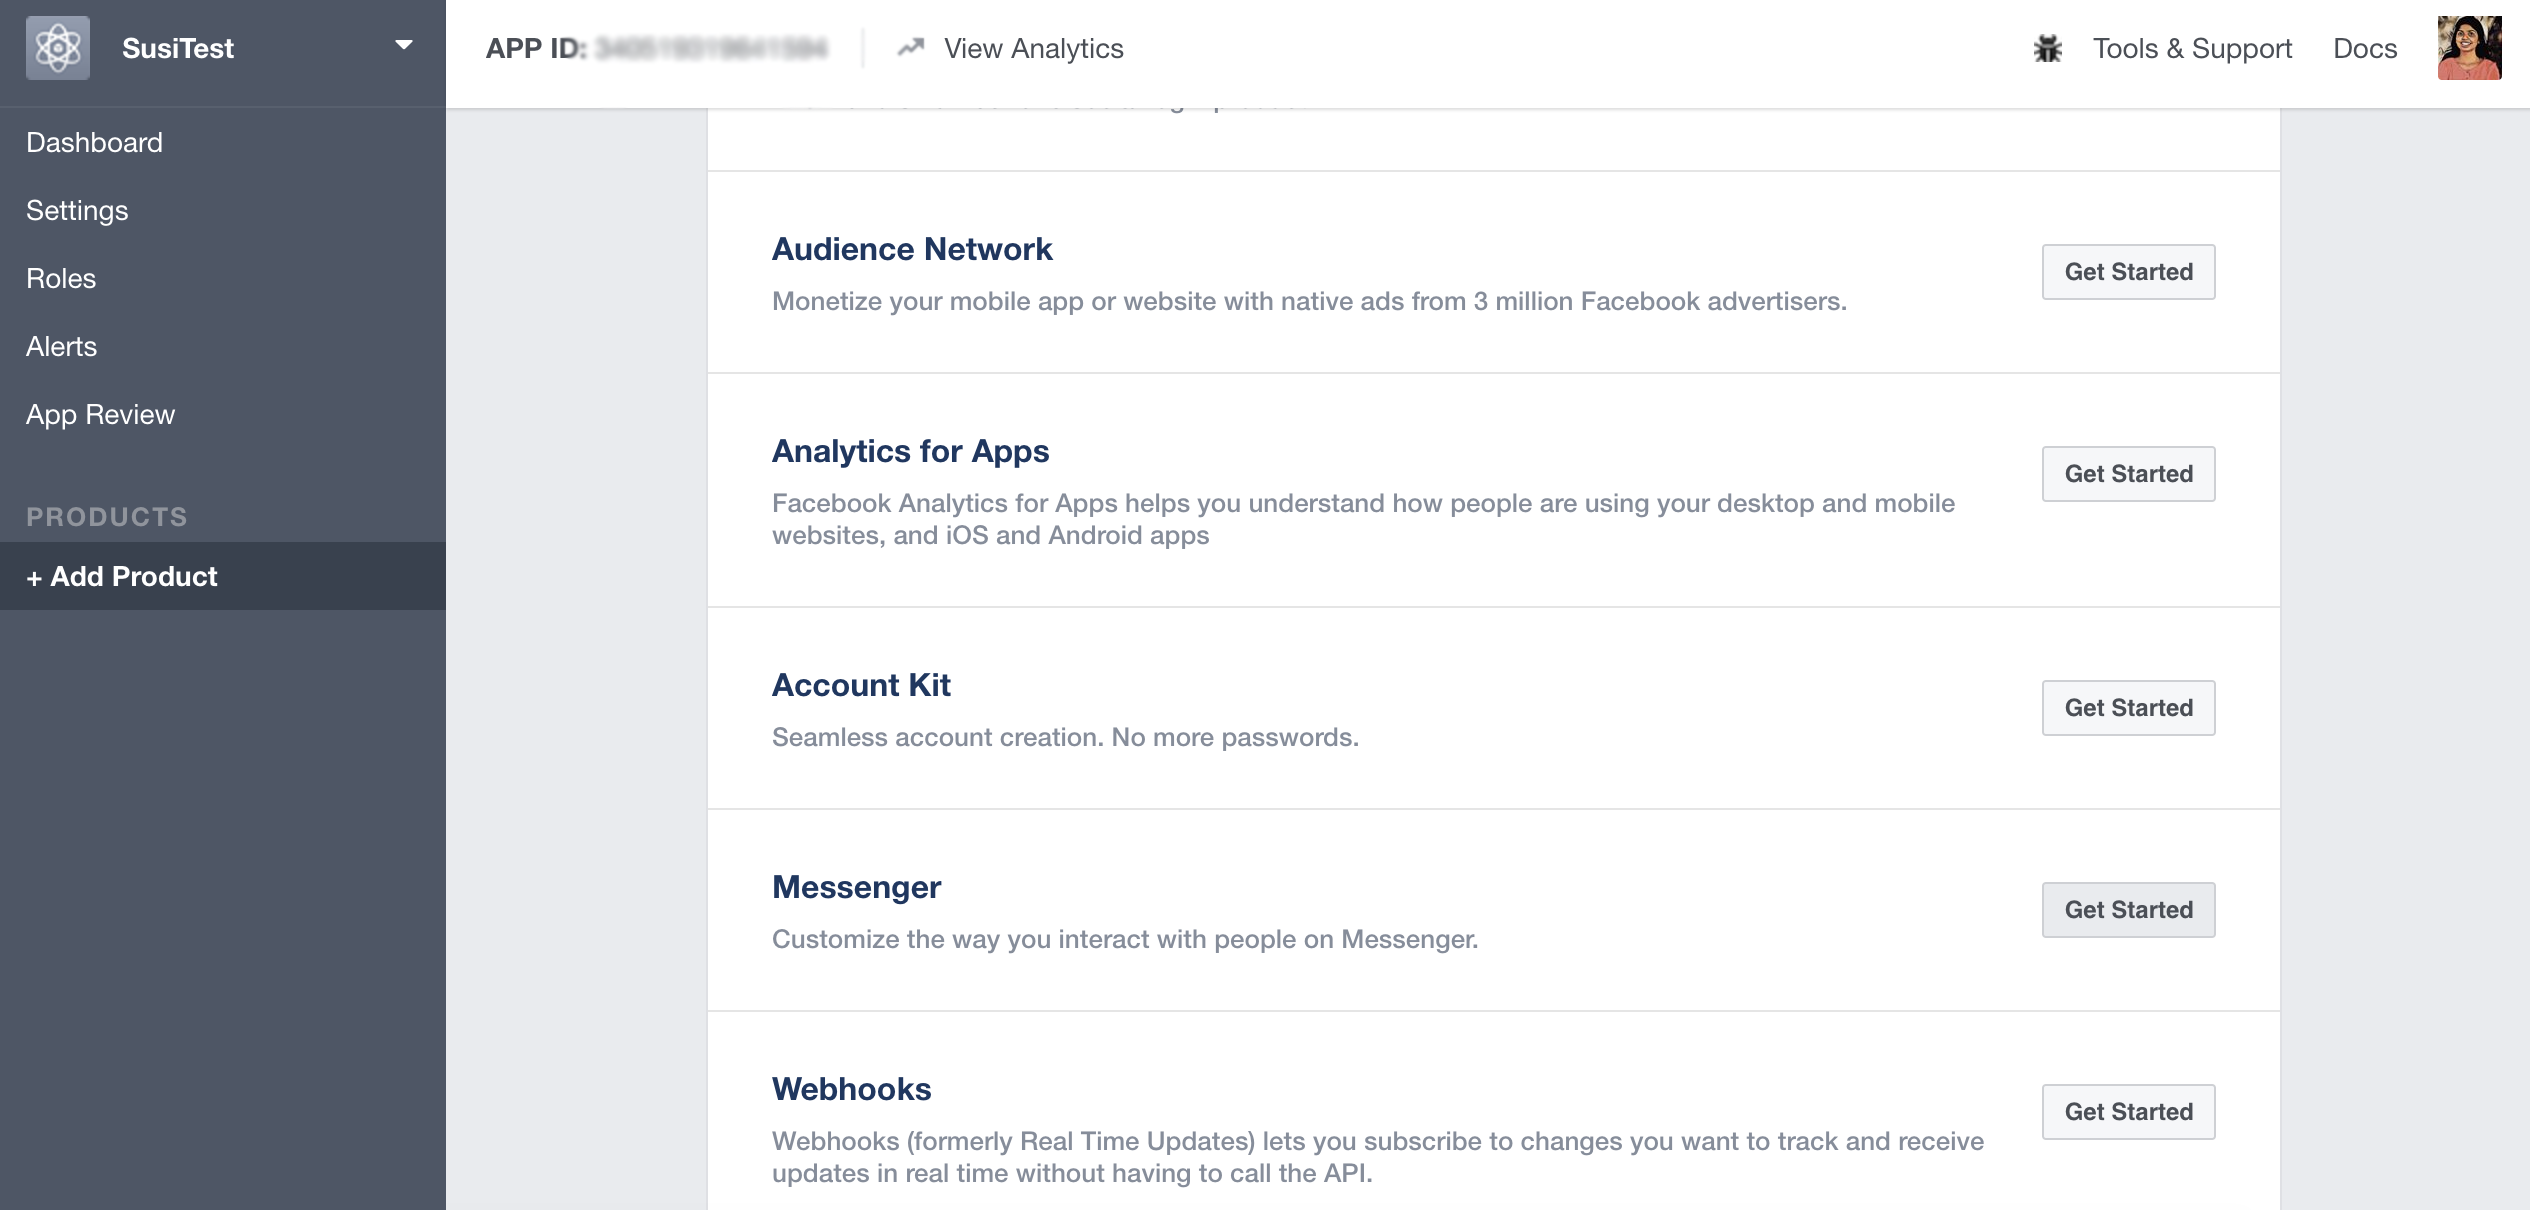 SusiTest
APP ID:
View Analytics
Tools & Support
Docs
Dashboard
Settings
Roles
Alerts
App Review
PRODUCTS
+ Add Product
Audience Network
Monetize your mobile app or website with native ads from 3 million Facebook advertisers.
Get Started
Analytics for Apps
Facebook Analytics for Apps helps you understand how people are using your desktop and mobile
websites, and iOS and Android apps
Get Started
Account Kit
Seamless account creation. No more passwords.
Get Started
Messenger
Customize the way you interact with people on Messenger.
Get Started
Webhooks
Webhooks (formerly Real Time Updates) lets you subscribe to changes you want to track and receive
updates in real time without having to call the API.
Get Started